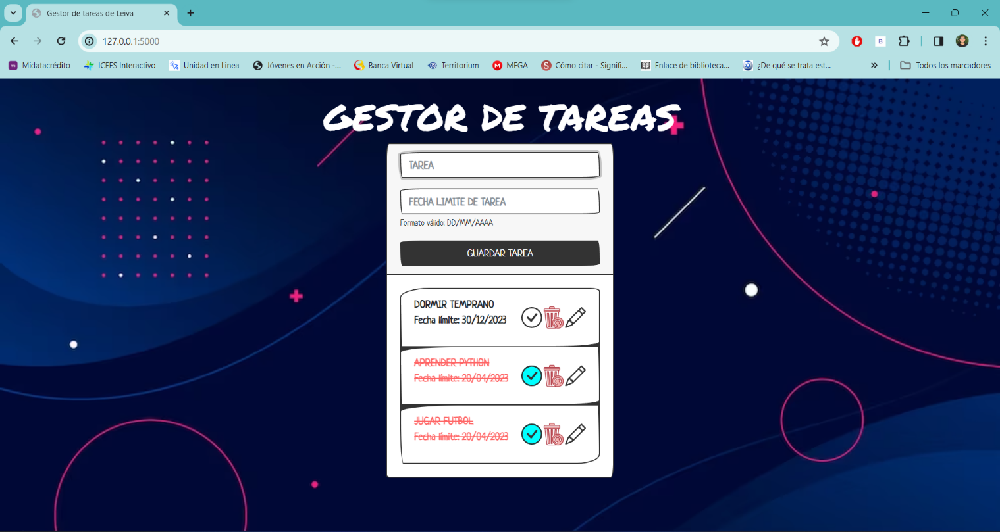 Gestor de tareas de Leiva
127.0.0.1:5000
Midatacrédito
ICFES Interactivo
Unidad en Linea
Jóvenes en Acción -...
Banca Virtual
Territorium
MEGA
Cómo citar - Signifi...
Enlace de biblioteca...
¿De qué se trata est...
Todos los marcadores
GESTOR DE TAREAS
TAREA
FECHA LIMITE DE TAREA
Formato válido: DD/MM/AAAA
GUARDAR TAREA
DORMIR TEMPRANO
Fecha límite: 30/12/2023
APRENDER PYTHON
Fecha límite: 20/04/2023
JUGAR FUTBOL
Fecha límite: 20/04/2023